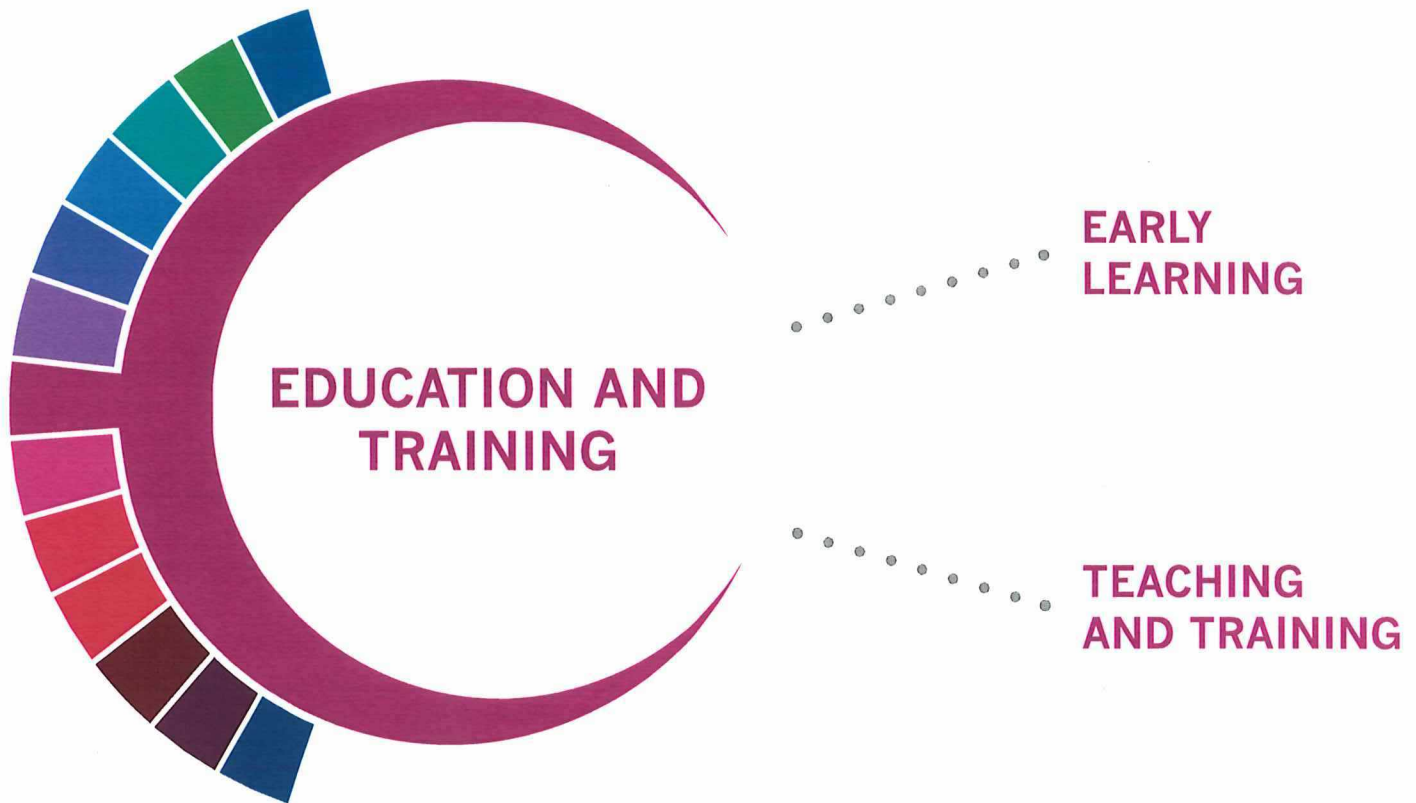 EARLY
LEARNING
EDUCATION AND
TRAINING
TEACHING
AND TRAINING